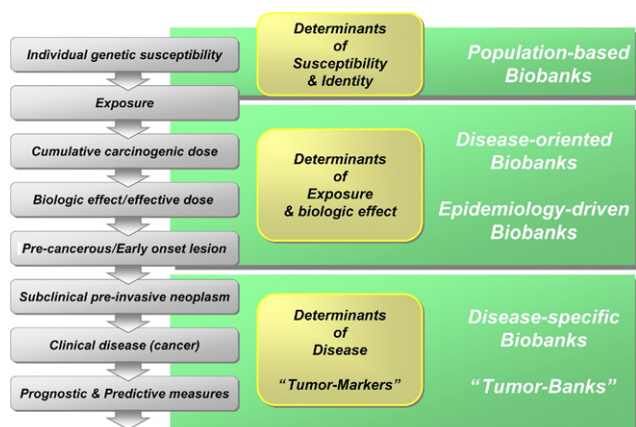 Individual genetic susceptibility
Exposure
Cumulative carcinogenic dose
Biologic effect/effective dose
Pre-cancerous/Early onset lesion
Subclinical pre-invasive neoplasm
Clinical disease (cancer)
Prognostic & Predictive measures
Determinants
of
Susceptibility
& Identity
Population-based
Biobanks
Determinants
of
Exposure
& biologic effect
Disease-oriented
Biobanks
Epidemiology-driven
Biobanks
Determinants
of
Disease
“Tumor-Markers”
Disease-specific
Biobanks
“Tumor-Banks”